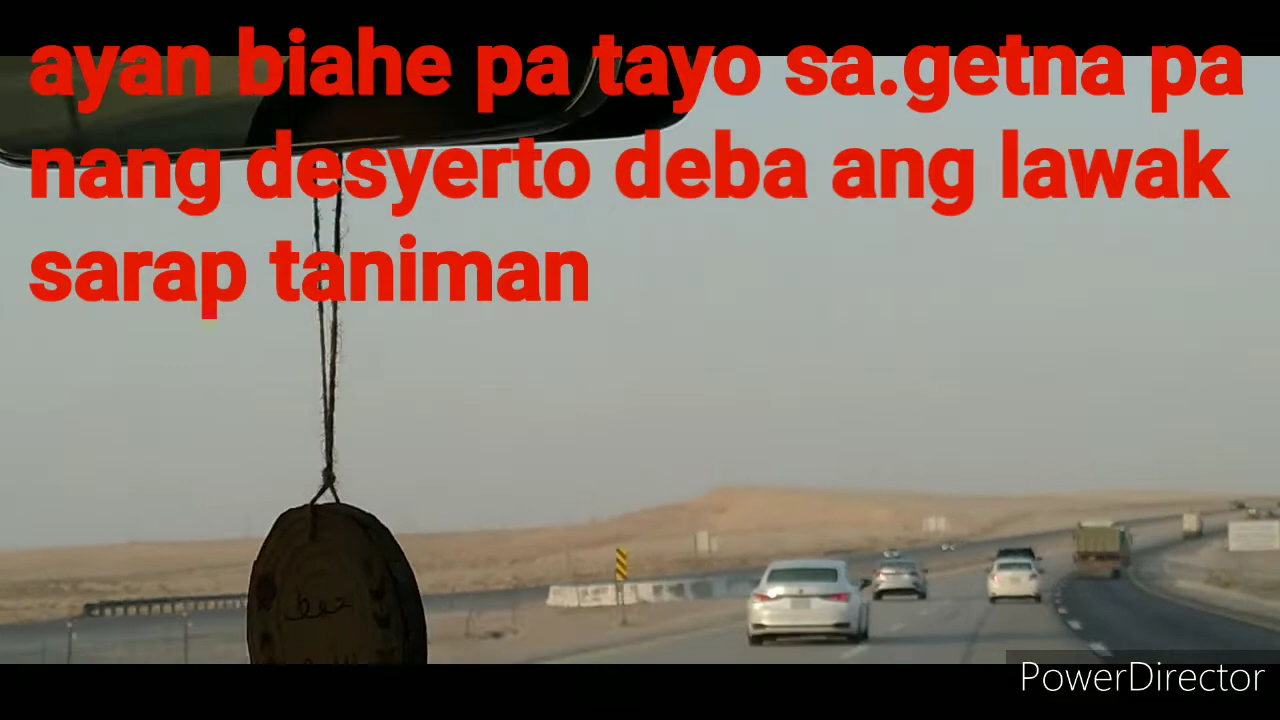 ayan biahe pa tayo sa.getna pa
nang desyerto deba ang lawak
sarap taniman
PowerDirector